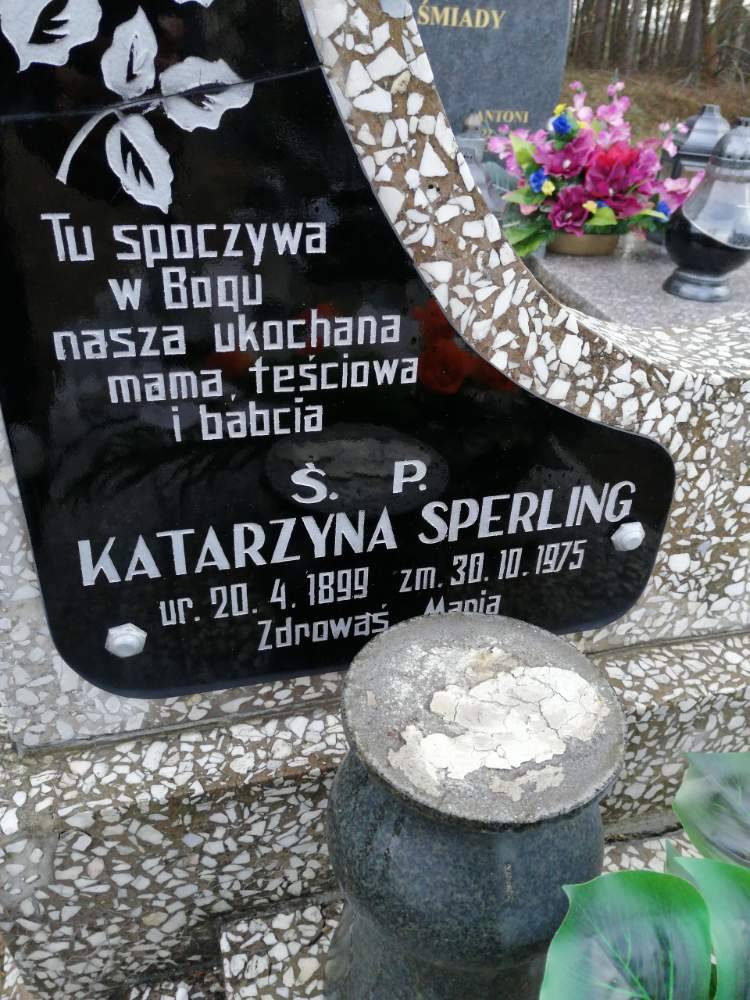 ŚMIADY
ANTONI
Tu spoczywa
w Bogu
nasza ukochana
mama, teściowa
i babcia
Ś. P.
KATARZYNA SPERLING
ur. 20. 4. 1899 zm. 30. 10. 1975
Zdrowaś Maria